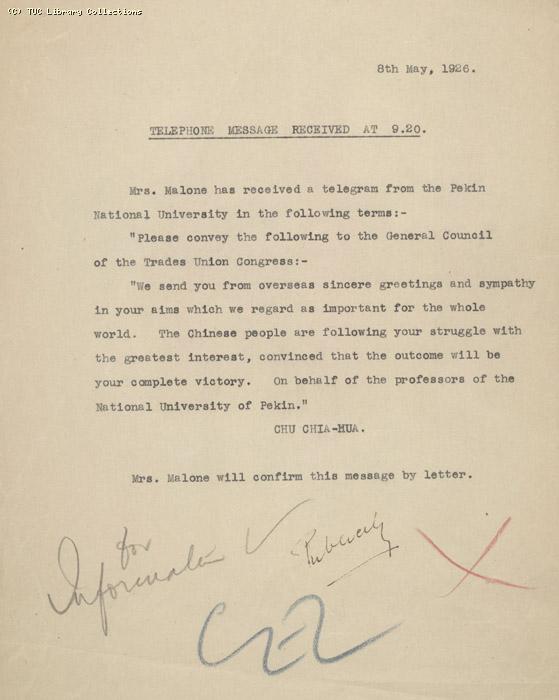 (C) TUC Library Collections
8th May, 1926.
TELEPHONE MESSAGE RECEIVED AT 9.20.
Mrs. Malone has received a telegram from the Pekin
National University in the following terms:-
"Please convey the following to the General Council
of the Trades Union Congress:-
"We send you from overseas sincere greetings and sympathy
in your aims which we regard as important for the whole
world. The Chinese people are following your struggle with
the greatest interest, convinced that the outcome will be
your complete victory. On behalf of the professors of the
National University of Pekin."
CHU CHIA-HUA.
Mrs. Malone will confirm this message by letter.
for
Information
Publicity